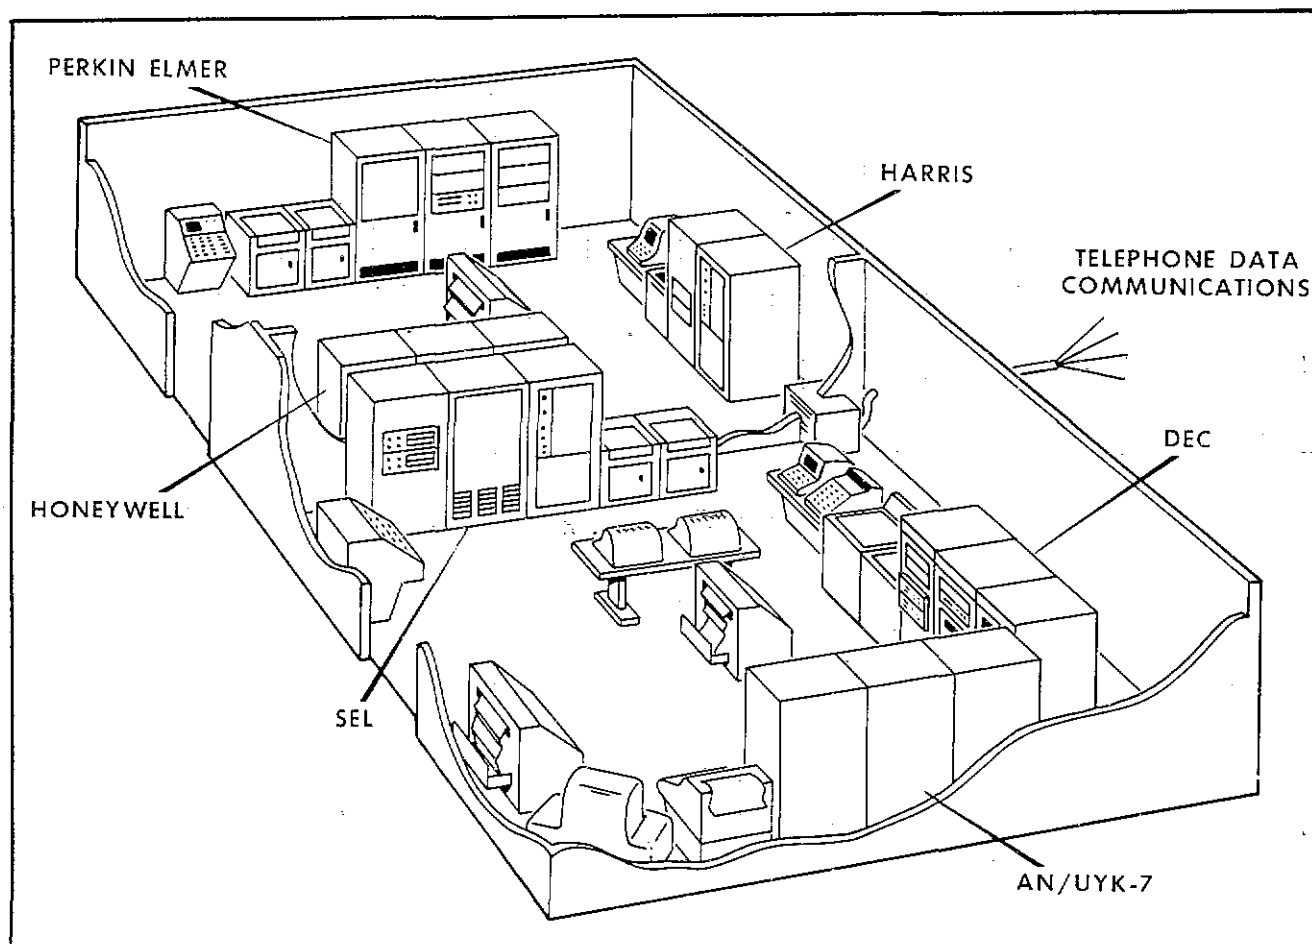 PERKIN ELMER
HARRIS
TELEPHONE DATA
COMMUNICATIONS
DEC
HONEYWELL
SEL
AN/UYK-7